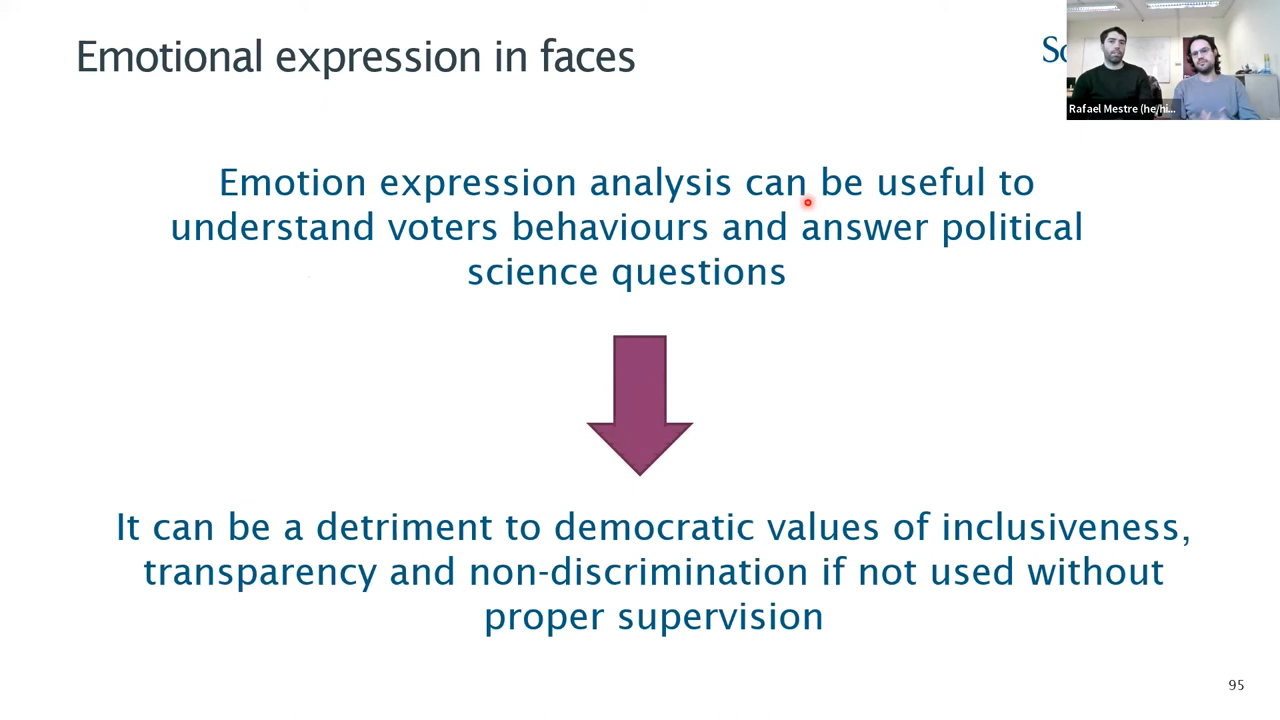 Emotional expression in faces
Rafael Mestre (he/hi...
Emotion expression analysis can be useful to
understand voters behaviours and answer political
science questions
It can be a detriment to democratic values of inclusiveness,
transparency and non-discrimination if not used without
proper supervision
95